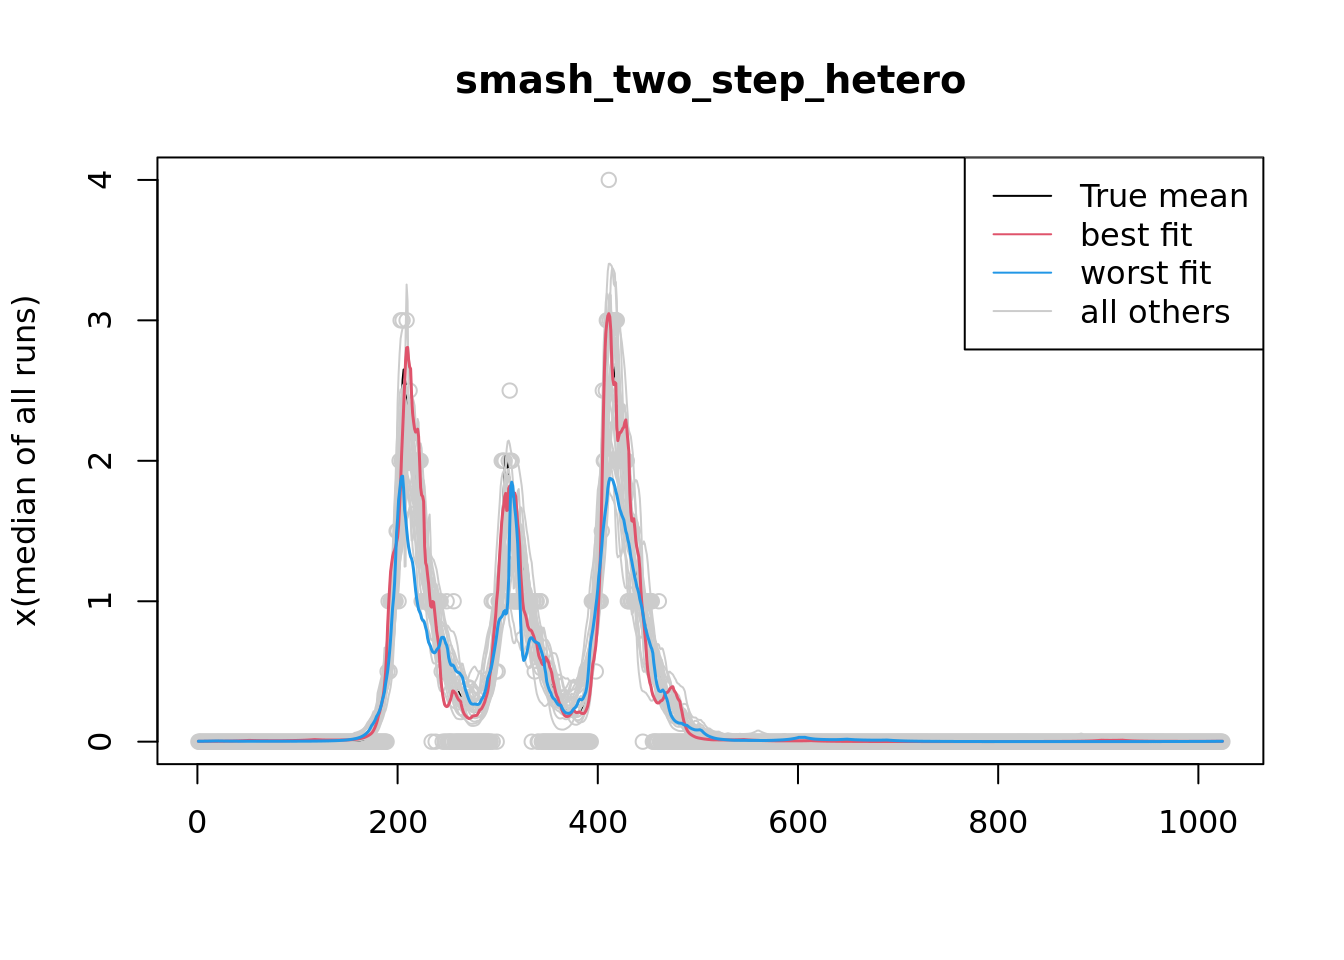 smash_two_step_hetero
x(median of all runs)
4
3
2
1
0
True mean
best fit
worst fit
all others
0 200 400 600 800 1000